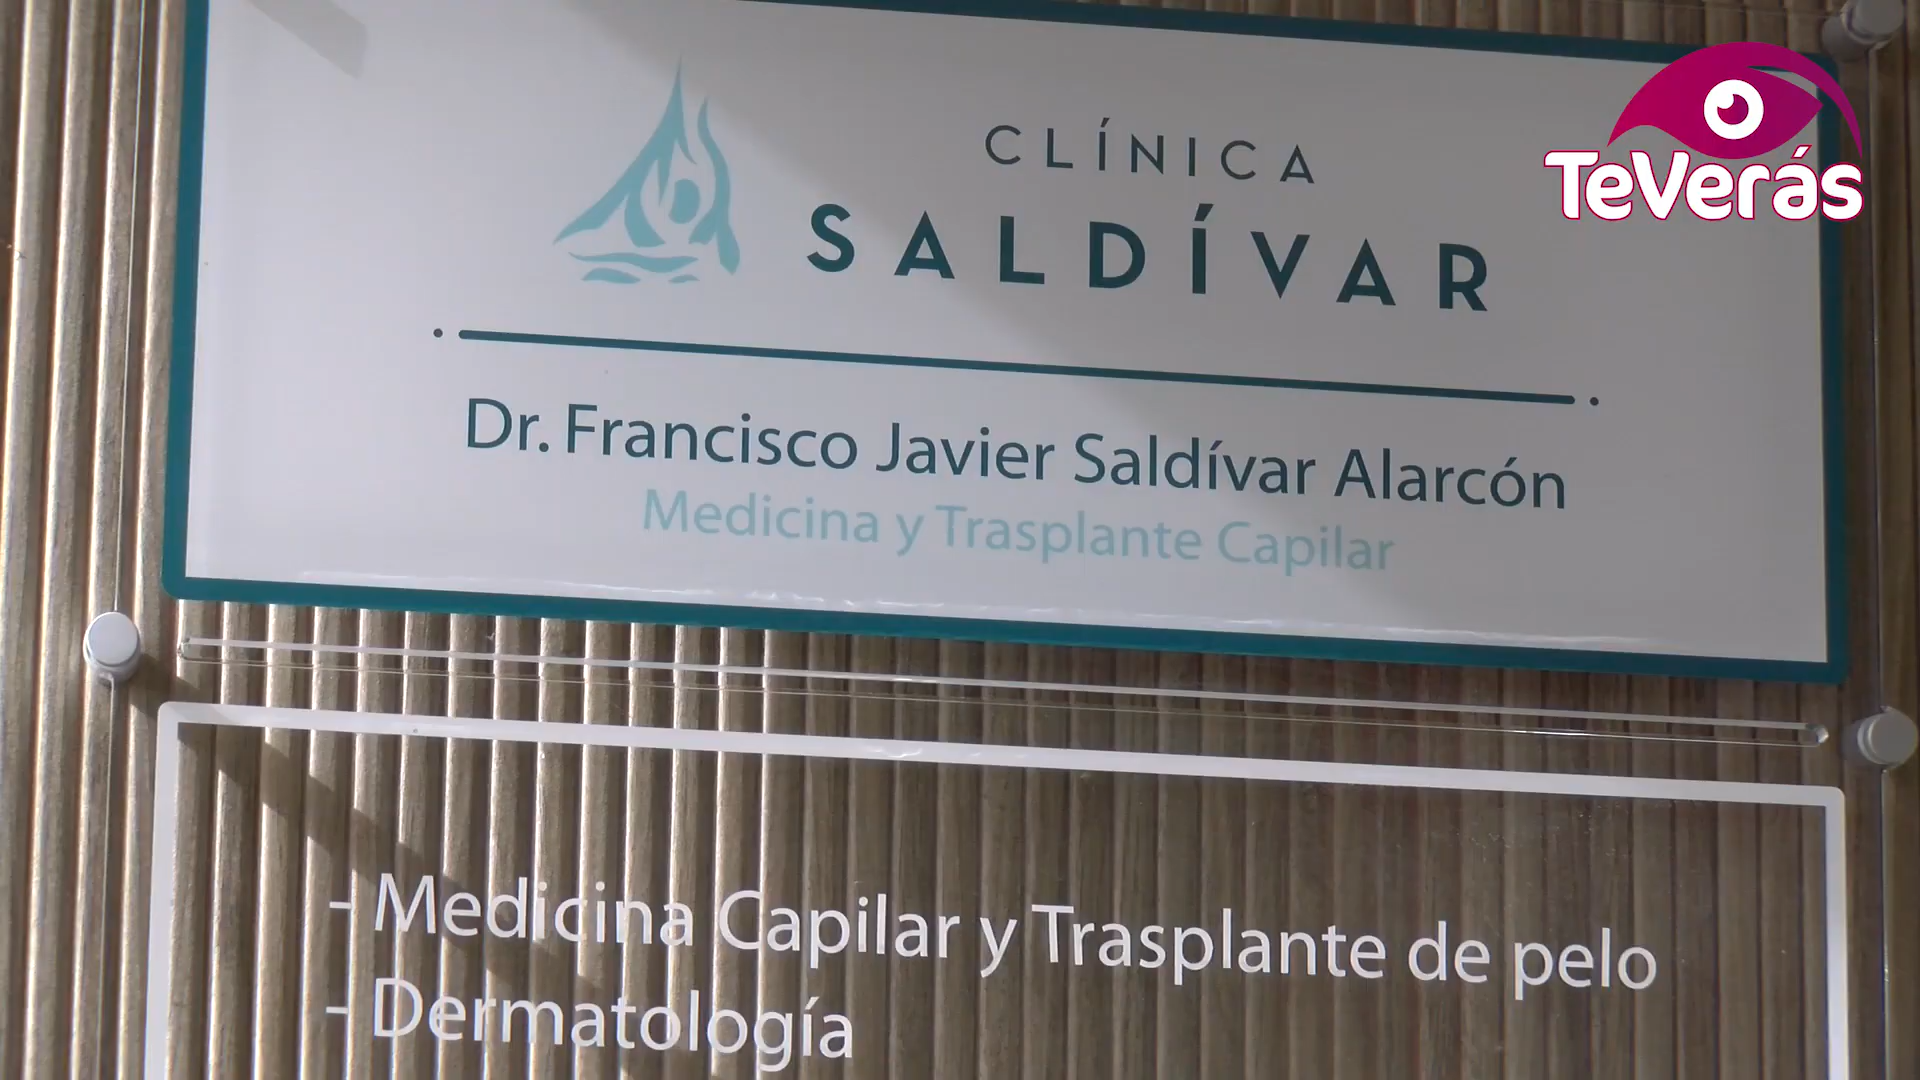 CLÍNICA
SALDÍVAR
TeVerás
Dr. Francisco Javier Saldívar Alarcón
Medicina y Trasplante Capilar
- Medicina Capilar y Trasplante de pelo
- Dermatología